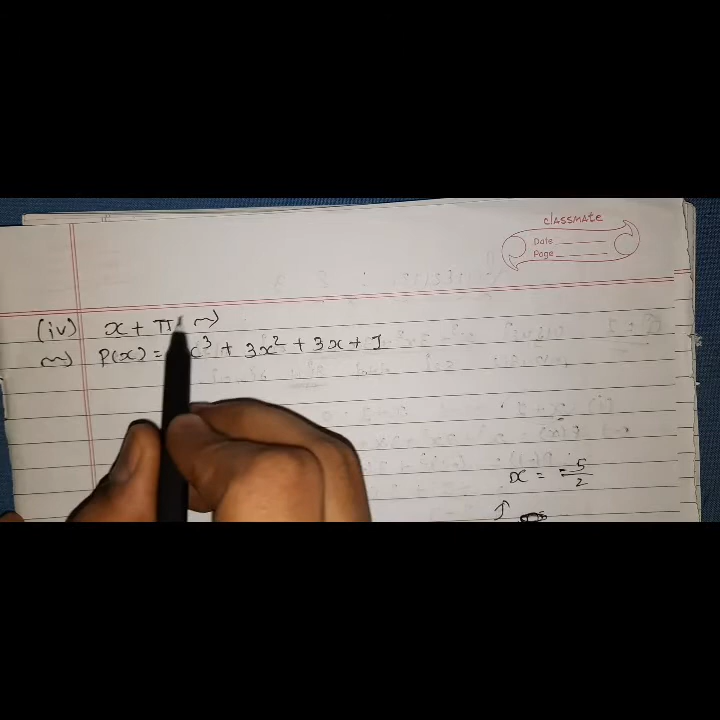 classmate
Date
Page
(iv) x + π ⇝
⇝ P(x) = x³ + 3x² + 3x + 1
x = -5/2